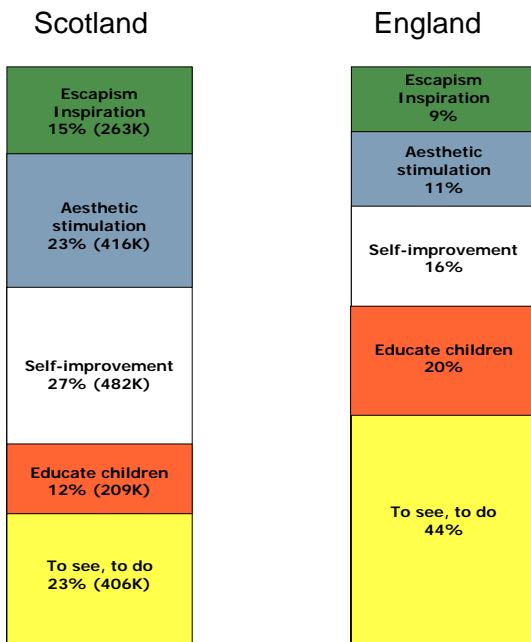 Scotland
Escapism
Inspiration
15% (263K)
Aesthetic
stimulation
23% (416K)
Self-improvement
27% (482K)
Educate children
12% (209K)
To see, to do
23% (406K)
England
Escapism
Inspiration
9%
Aesthetic
stimulation
11%
Self-improvement
16%
Educate children
20%
To see, to do
44%